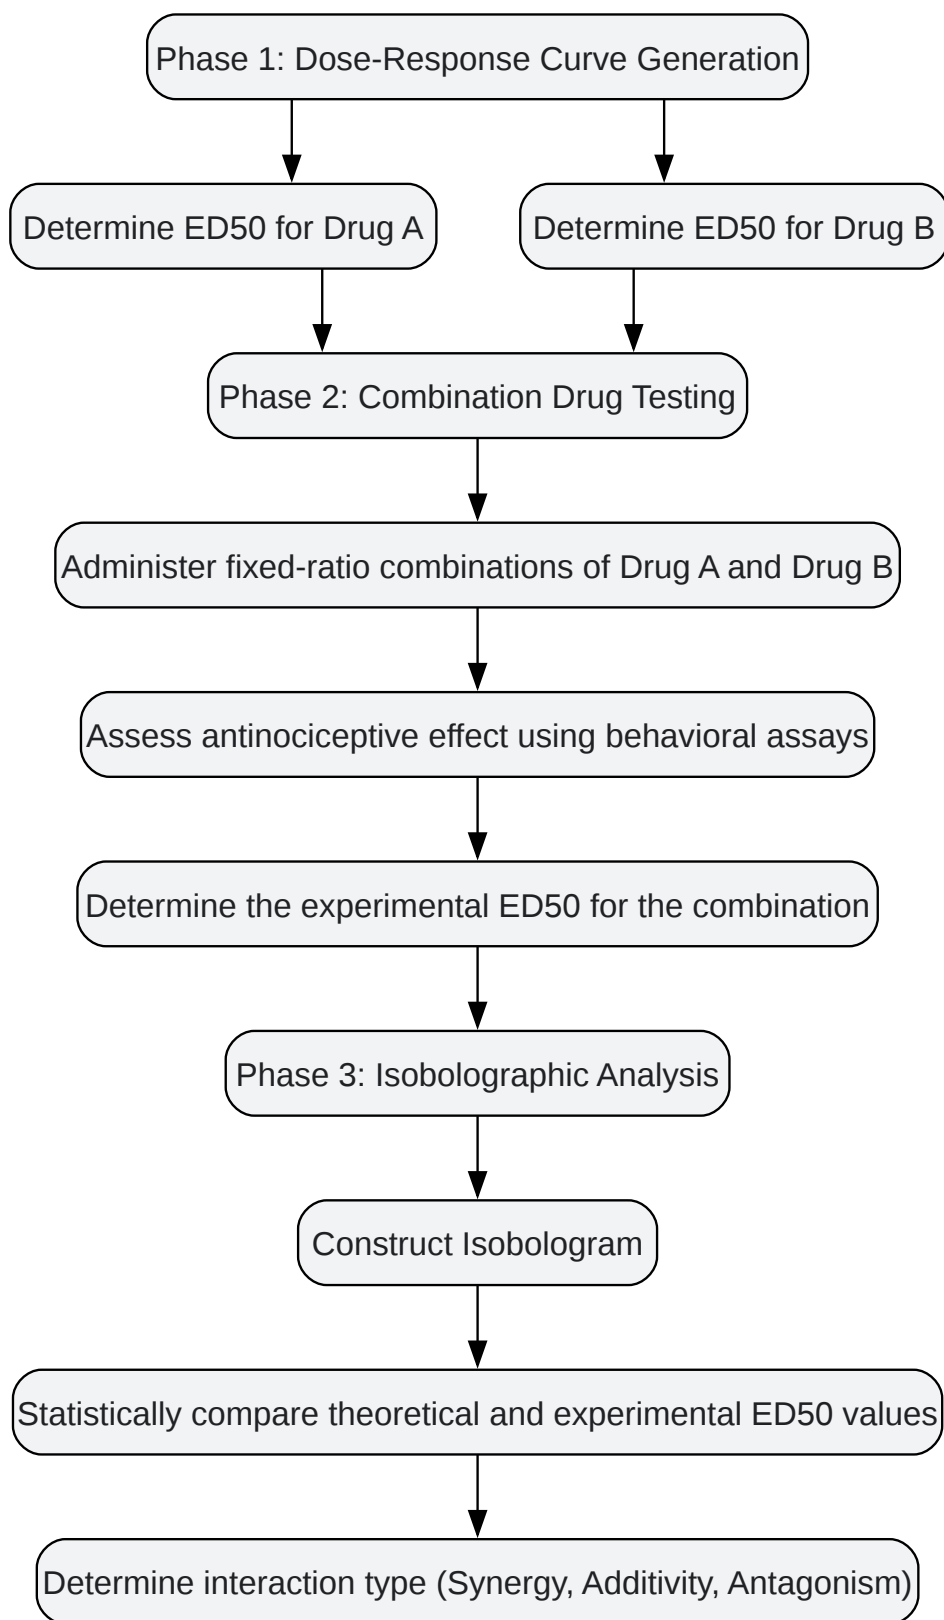 Phase 1: Dose-Response Curve Generation
Determine ED50 for Drug A
Determine ED50 for Drug B
Phase 2: Combination Drug Testing
Administer fixed-ratio combinations of Drug A and Drug B
Assess antinociceptive effect using behavioral assays
Determine the experimental ED50 for the combination
Phase 3: Isobolographic Analysis
Construct Isobologram
Statistically compare theoretical and experimental ED50 values
Determine interaction type (Synergy, Additivity, Antagonism)